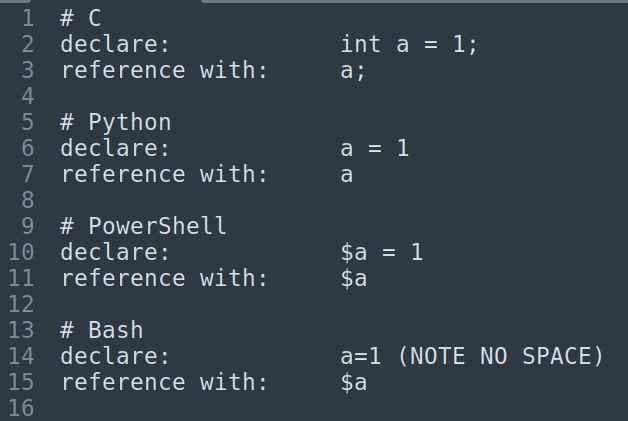 1 # C
2 declare: int a = 1;
3 reference with: a;
4
5 # Python
6 declare: a = 1
7 reference with: a
8
9 # PowerShell
10 declare: $a = 1
11 reference with: $a
12
13 # Bash
14 declare: a=1 (NOTE NO SPACE)
15 reference with: $a
16